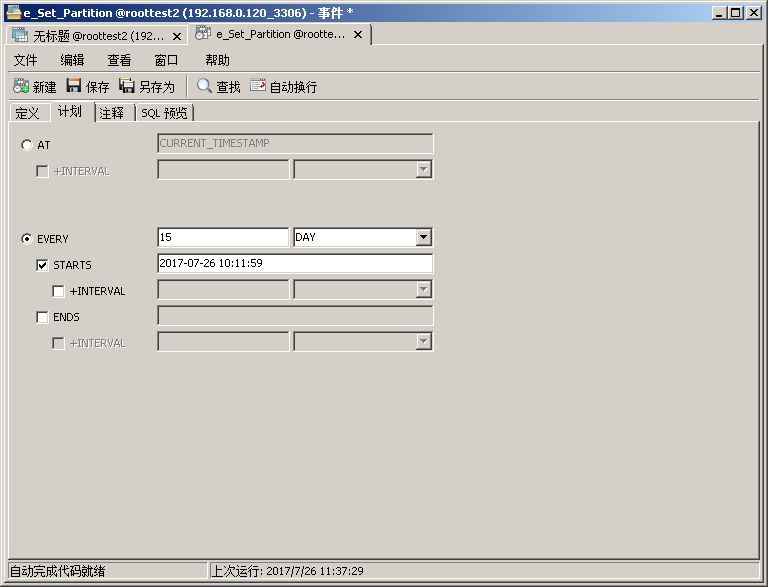 e_Set_Partition @roottest2 (192.168.0.120_3306) - 事件 *
无标题 @roottest2 (192... e_Set_Partition @rootte...
文件 编辑 查看 窗口 帮助
新建 保存 另存为 查找 自动换行
定义 计划 注释 SQL 预览
AT CURRENT_TIMESTAMP
+INTERVAL
EVERY 15 DAY
STARTS 2017-07-26 10:11:59
+INTERVAL
ENDS
+INTERVAL
自动完成代码就绪 上次运行: 2017/7/26 11:37:29